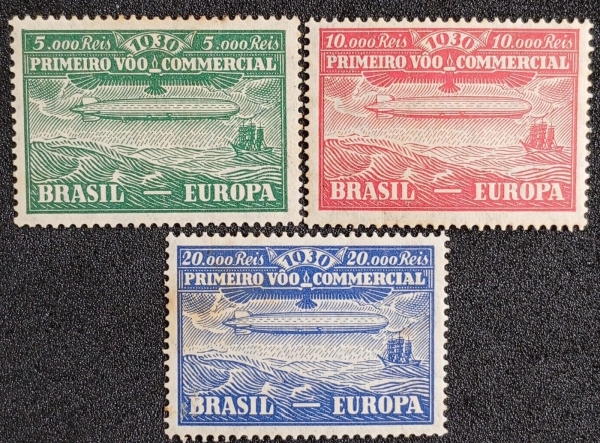 5.000 Reis 1930 5.000 Reis
PRIMEIRO VÔO COMMERCIAL
BRASIL — EUROPA
10.000 Reis 1930 10.000 Reis
PRIMEIRO VÔO COMMERCIAL
BRASIL — EUROPA
20.000 Reis 1930 20.000 Reis
PRIMEIRO VÔO COMMERCIAL
BRASIL — EUROPA